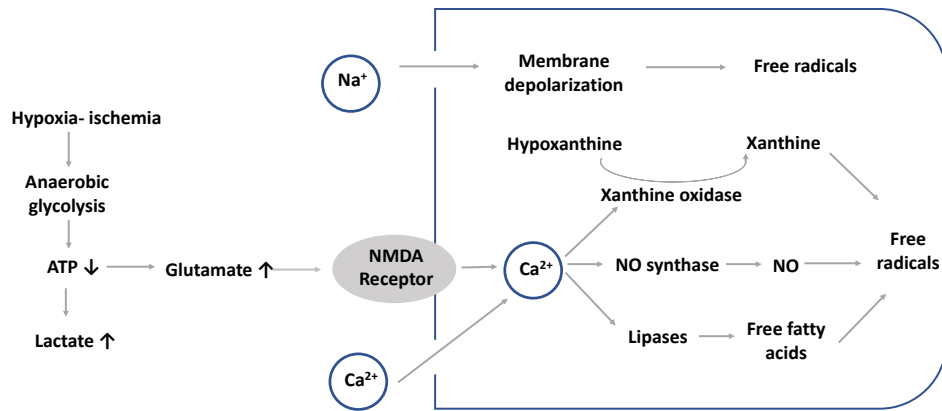 Na⁺
Membrane
depolarization
Free radicals
Hypoxia- ischemia
Anaerobic
glycolysis
ATP ↓
Lactate ↑
Glutamate ↑
NMDA
Receptor
Ca²⁺
Ca²⁺
Hypoxanthine
Xanthine
Xanthine oxidase
NO synthase
NO
Lipases
Free fatty
acids
Free
radicals